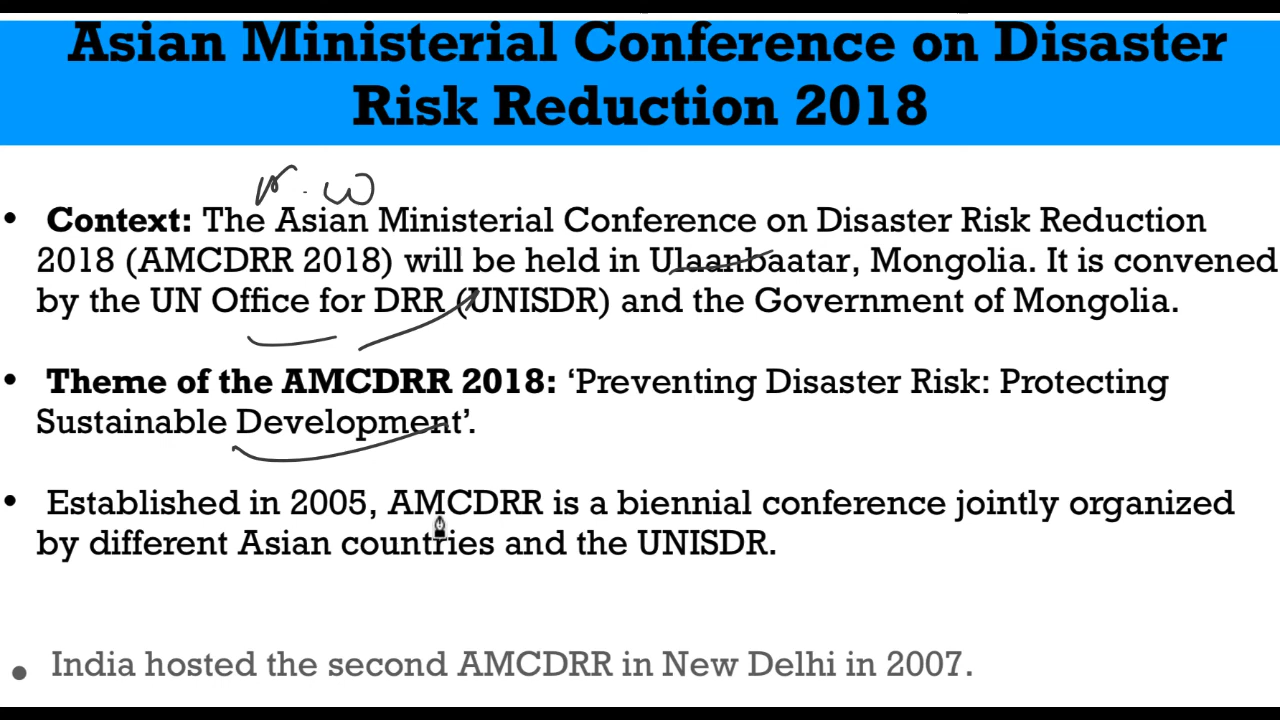 Asian Ministerial Conference on Disaster
Risk Reduction 2018
• Context: The Asian Ministerial Conference on Disaster Risk Reduction
2018 (AMCDRR 2018) will be held in Ulaanbaatar, Mongolia. It is convened
by the UN Office for DRR (UNISDR) and the Government of Mongolia.
• Theme of the AMCDRR 2018: ‘Preventing Disaster Risk: Protecting
Sustainable Development’.
• Established in 2005, AMCDRR is a biennial conference jointly organized
by different Asian countries and the UNISDR.
• India hosted the second AMCDRR in New Delhi in 2007.